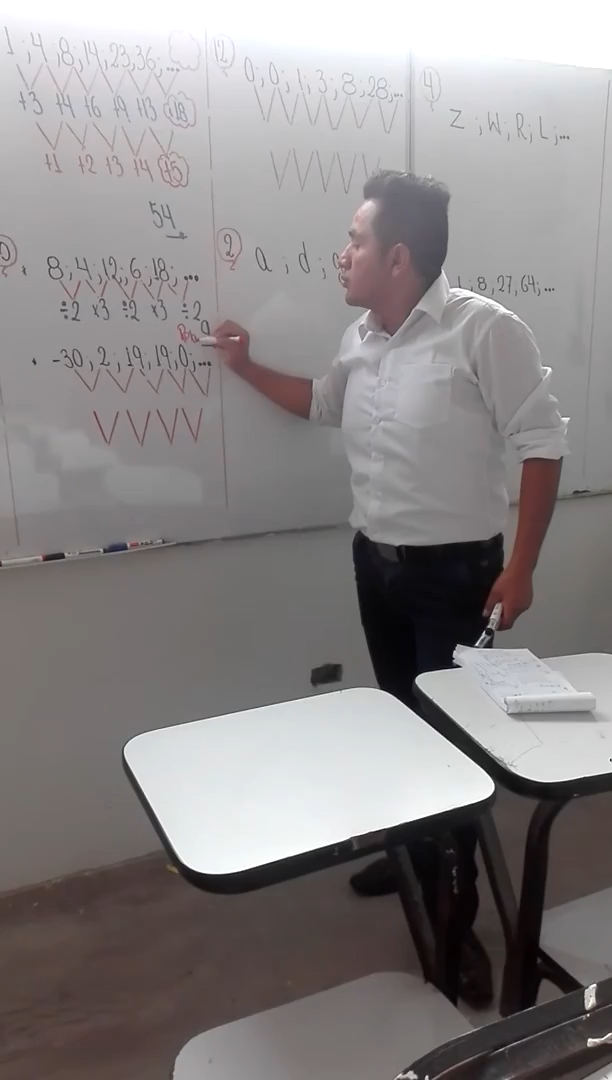 1 ; 4 ; 8 ; 14 ; 23 ; 36 ; ...
+3 +4 +6 +9 +13 +18
+1 +2 +3 +4 +5
54
8 ; 4 ; 12 ; 6 ; 18 ; ...
÷2 ×3 ÷2 ×3 ÷2
9
-30 , 2 ; 19 ; 19 ; 0 ; ...
12
0 ; 0 ; 1 ; 3 ; 8 ; 28 ; ...
2
a ; d ;
4
Z ; W ; R ; L ; ...
; 8 , 27 , 64 ; ...